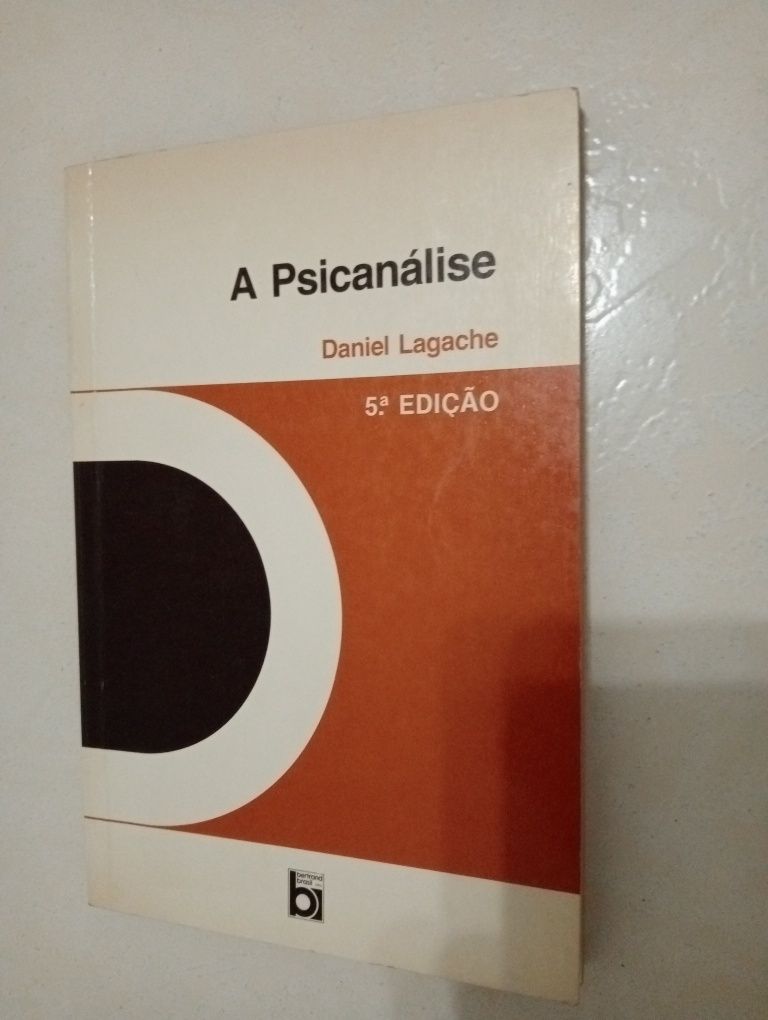 A Psicanálise
Daniel Lagache
5.ª EDIÇÃO
bertrand
brasil